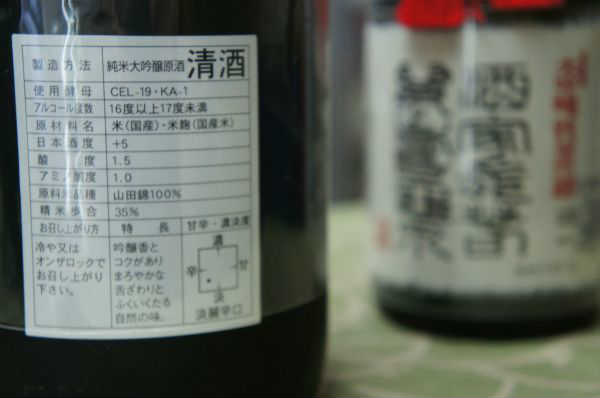 製造方法 純米大吟醸原酒 清酒
使用酵母 CEL-19・KA-1
アルコール度数 16度以上17度未満
原材料名 米(国産)・米麹(国産米)
日本酒度 +5
酸度 1.5
アミノ酸度 1.0
原料米品種 山田錦100%
精米歩合 35%
お召し上がり方 特長 甘辛・濃淡度
冷や又は
オンザロックで
お召し上がり
下さい。
吟醸香と
コクがあり
まろやかな
舌ざわりと
ふくいくたる
自然の味。
濃
辛 甘
淡
淡麗辛口